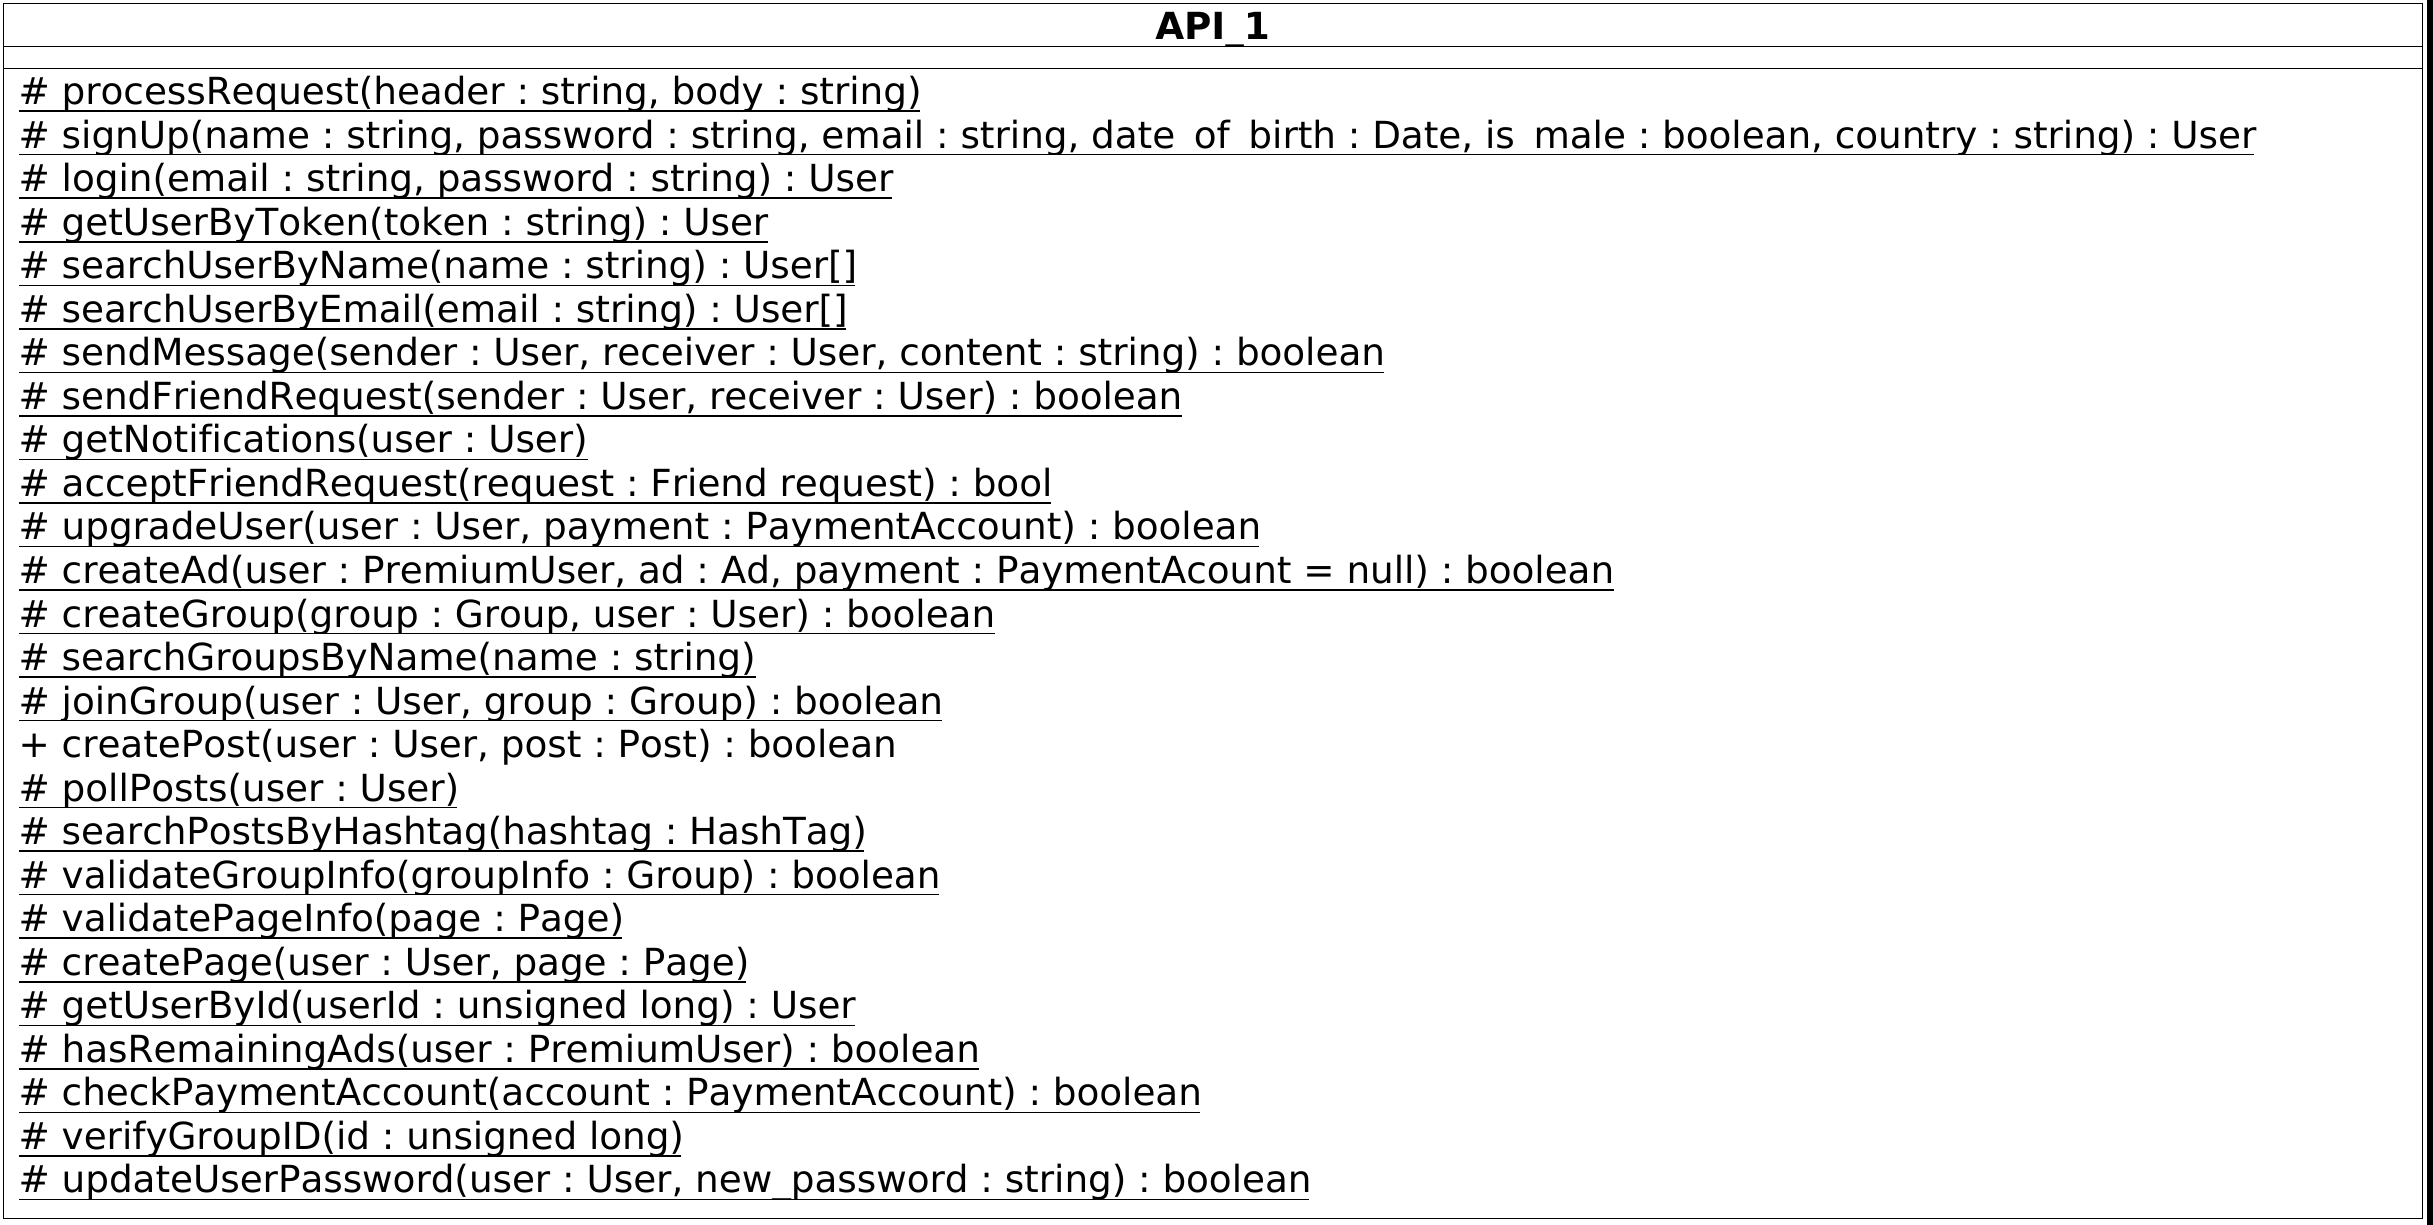 API_1
# processRequest(header : string, body : string)
# signUp(name : string, password : string, email : string, date_of_birth : Date, is_male : boolean, country : string) : User
# login(email : string, password : string) : User
# getUserByToken(token : string) : User
# searchUserByName(name : string) : User[]
# searchUserByEmail(email : string) : User[]
# sendMessage(sender : User, receiver : User, content : string) : boolean
# sendFriendRequest(sender : User, receiver : User) : boolean
# getNotifications(user : User)
# acceptFriendRequest(request : Friend request) : bool
# upgradeUser(user : User, payment : PaymentAccount) : boolean
# createAd(user : PremiumUser, ad : Ad, payment : PaymentAcount = null) : boolean
# createGroup(group : Group, user : User) : boolean
# searchGroupsByName(name : string)
# joinGroup(user : User, group : Group) : boolean
+ createPost(user : User, post : Post) : boolean
# pollPosts(user : User)
# searchPostsByHashtag(hashtag : HashTag)
# validateGroupInfo(groupInfo : Group) : boolean
# validatePageInfo(page : Page)
# createPage(user : User, page : Page)
# getUserById(userId : unsigned long) : User
# hasRemainingAds(user : PremiumUser) : boolean
# checkPaymentAccount(account : PaymentAccount) : boolean
# verifyGroupID(id : unsigned long)
# updateUserPassword(user : User, new_password : string) : boolean